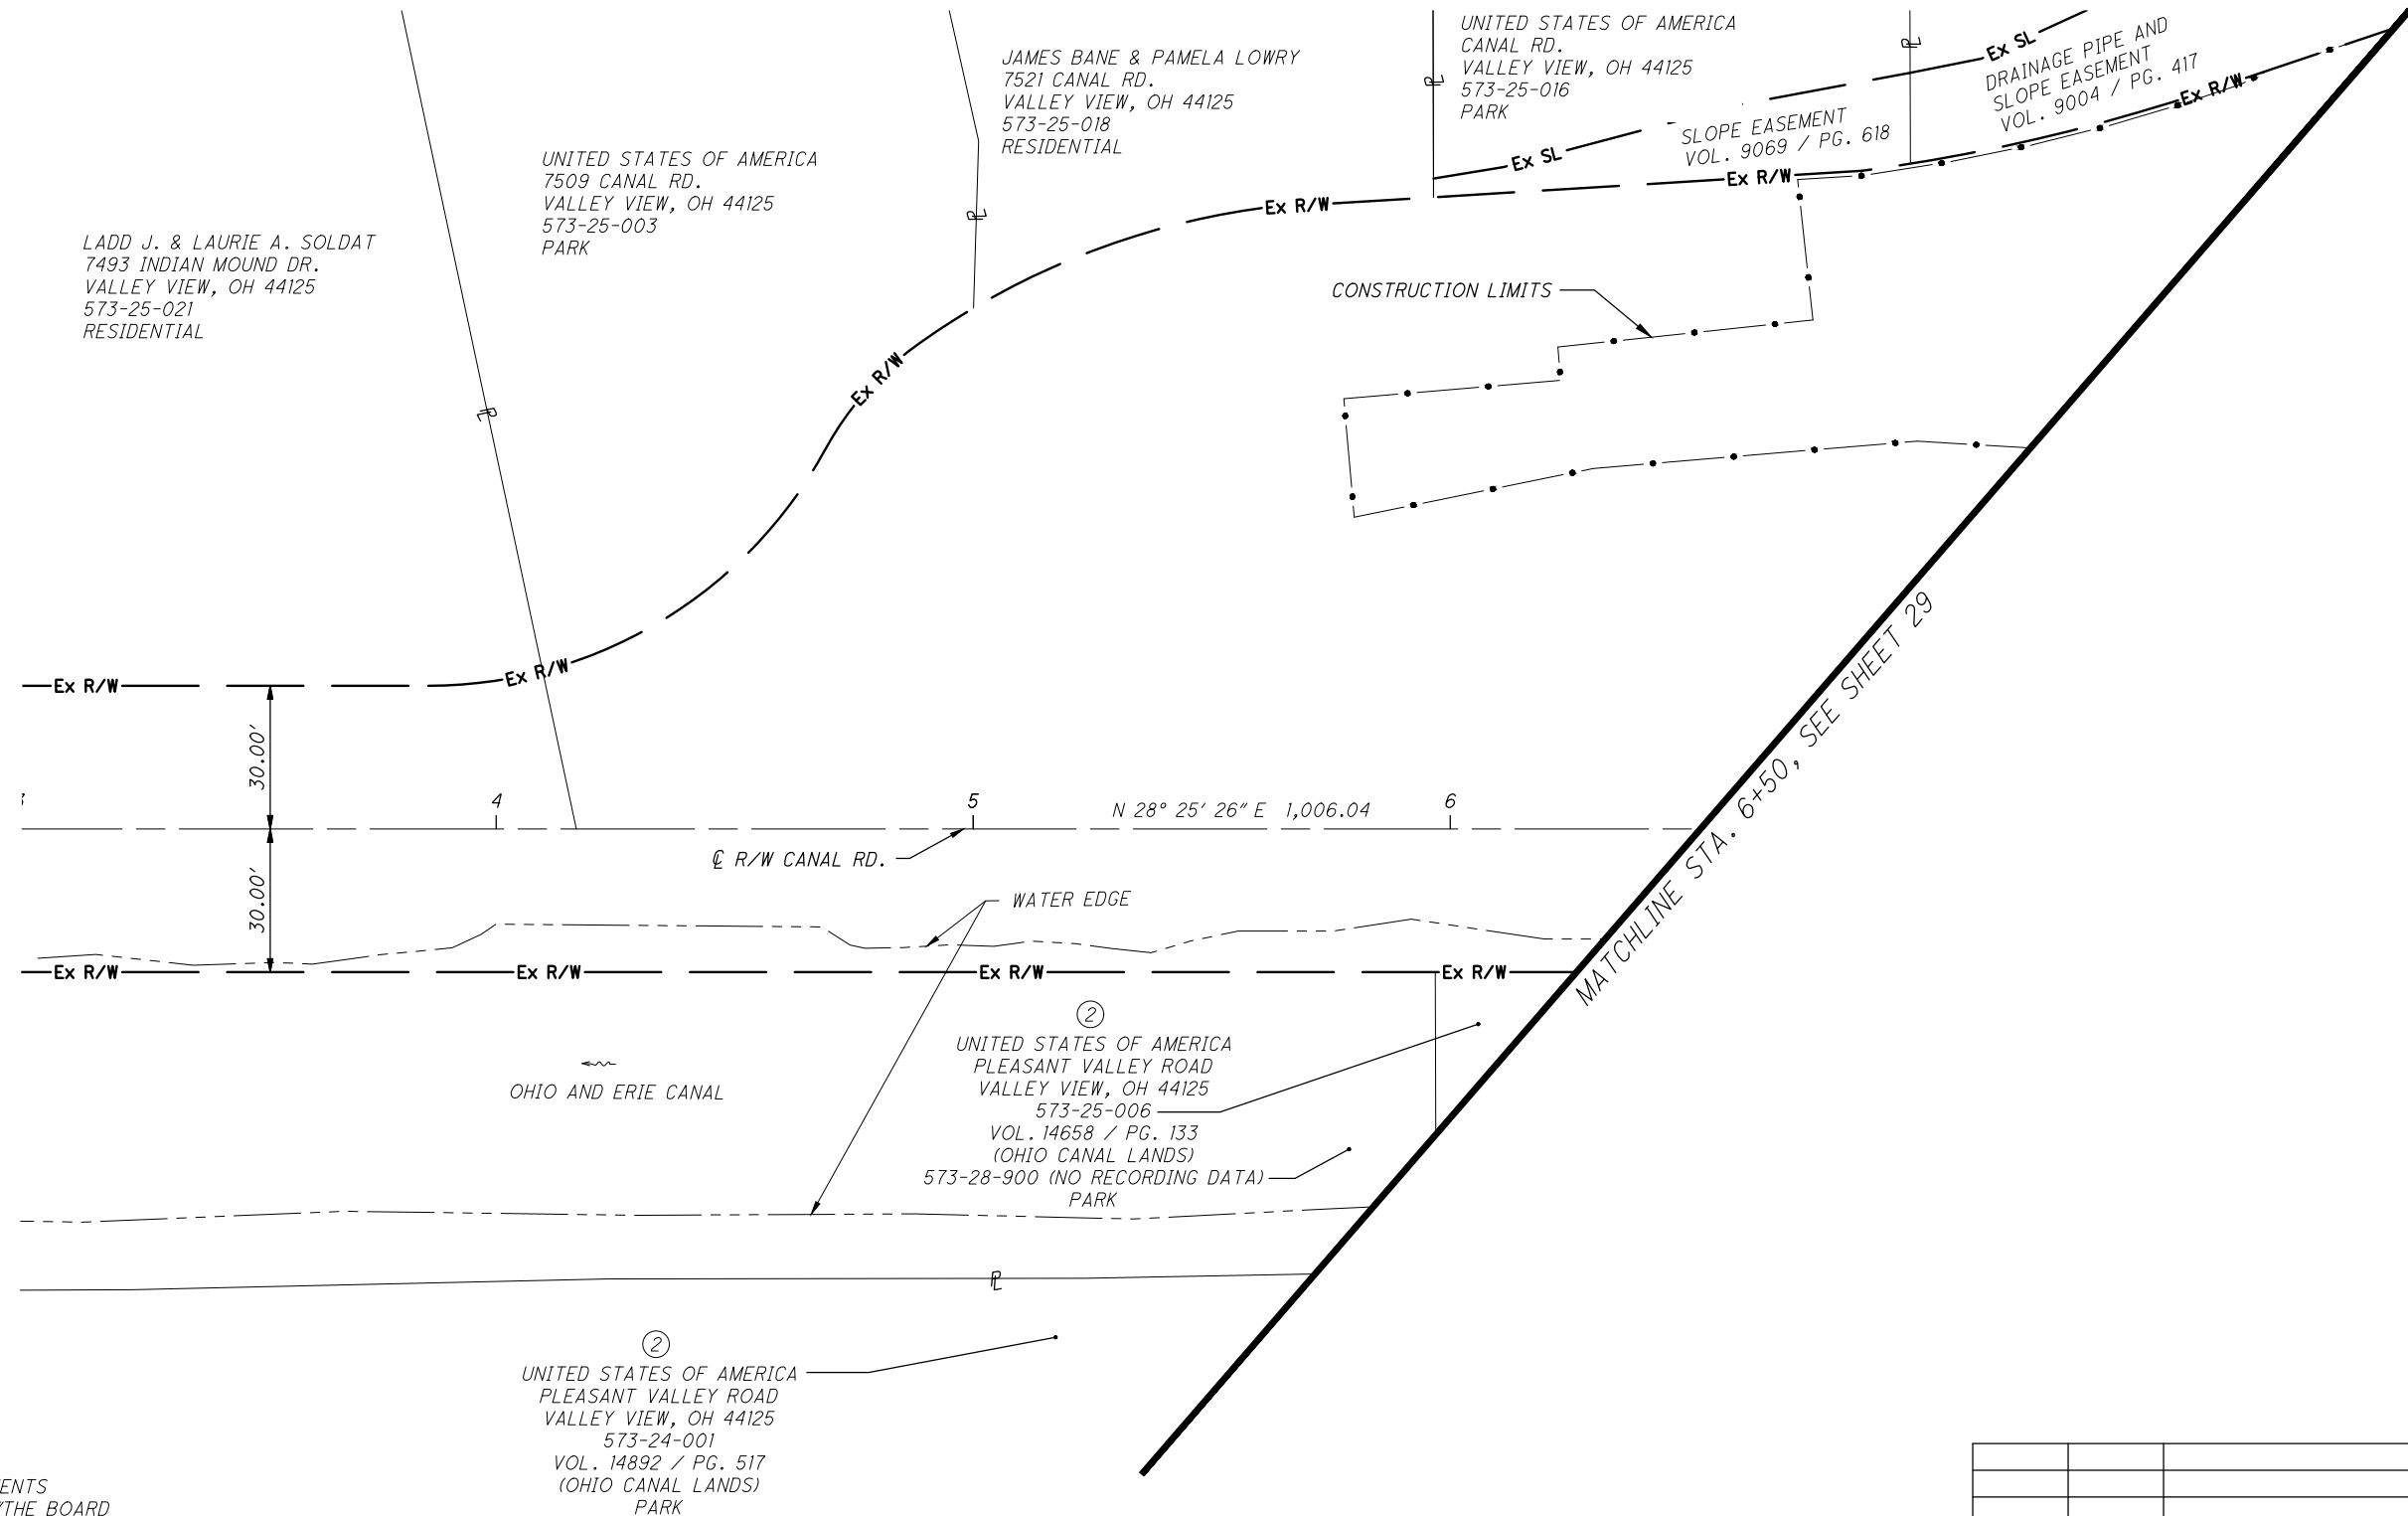 UNITED STATES OF AMERICA
CANAL RD.
VALLEY VIEW, OH 44125
573-25-016
PARK
JAMES BANE & PAMELA LOWRY
7521 CANAL RD.
VALLEY VIEW, OH 44125
573-25-018
RESIDENTIAL
UNITED STATES OF AMERICA
7509 CANAL RD.
VALLEY VIEW, OH 44125
573-25-003
PARK
LADD J. & LAURIE A. SOLDAT
7493 INDIAN MOUND DR.
VALLEY VIEW, OH 44125
573-25-021
RESIDENTIAL
Ex SL
DRAINAGE PIPE AND
SLOPE EASEMENT
VOL. 9004 / PG. 417
Ex R/W
SLOPE EASEMENT
VOL. 9069 / PG. 618
Ex SL
Ex R/W
Ex R/W
CONSTRUCTION LIMITS
Ex R/W
PL
PL
PL
PL
Ex R/W
Ex R/W
30.00'
30.00'
4
5
6
N 28° 25' 26" E 1,006.04
℄ R/W CANAL RD.
MATCHLINE STA. 6+50, SEE SHEET 29
WATER EDGE
Ex R/W
Ex R/W
Ex R/W
Ex R/W
OHIO AND ERIE CANAL
2
UNITED STATES OF AMERICA
PLEASANT VALLEY ROAD
VALLEY VIEW, OH 44125
573-25-006
VOL. 14658 / PG. 133
(OHIO CANAL LANDS)
573-28-900 (NO RECORDING DATA)
PARK
PL
2
UNITED STATES OF AMERICA
PLEASANT VALLEY ROAD
VALLEY VIEW, OH 44125
573-24-001
VOL. 14892 / PG. 517
(OHIO CANAL LANDS)
PARK
ENTS
THE BOARD